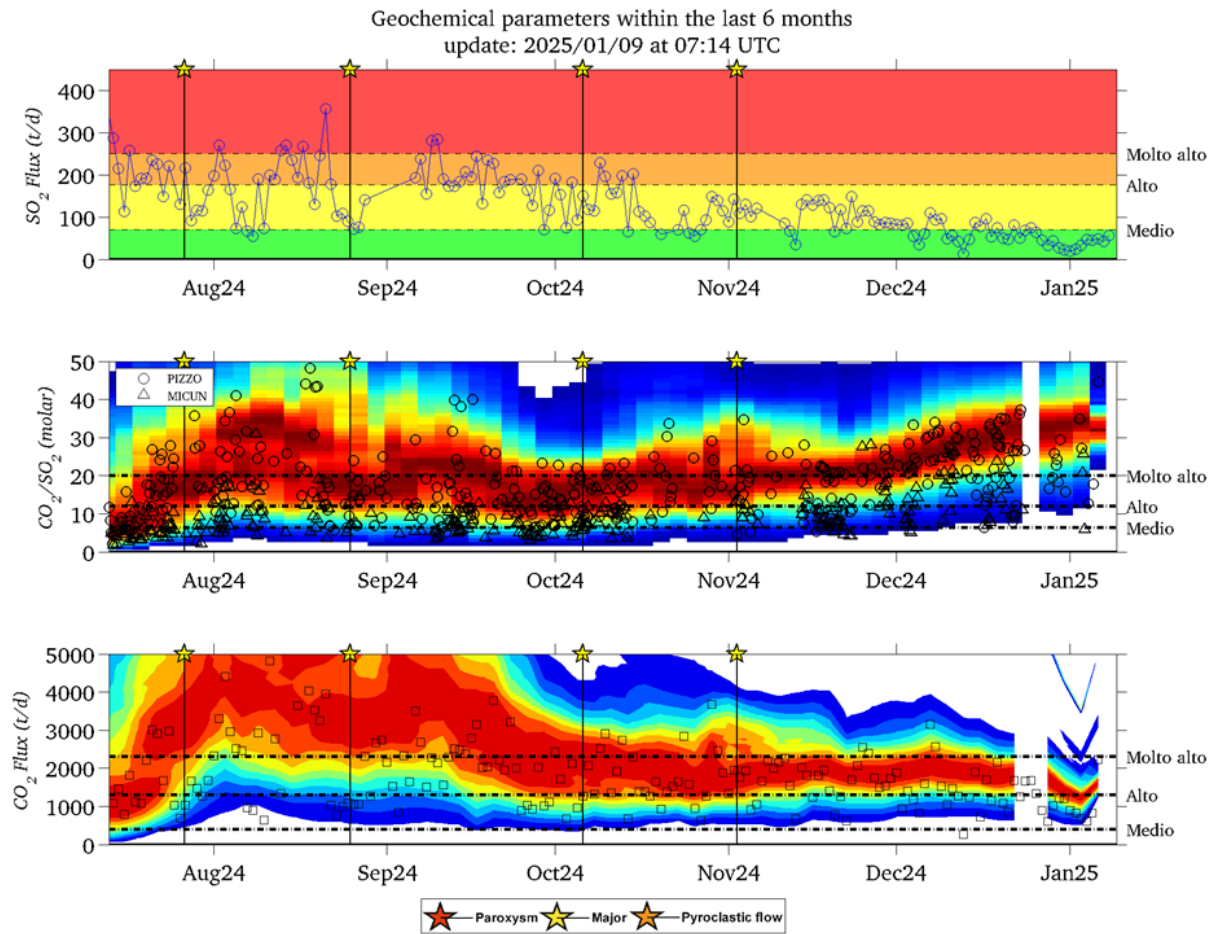 Geochemical parameters within the last 6 months
update: 2025/01/09 at 07:14 UTC
SO2 Flux (t/d)
400
300
200
100
0
Molto alto
Alto
Medio
Aug24 Sep24 Oct24 Nov24 Dec24 Jan25
CO2/SO2 (molar)
50
40
30
20
10
0
PIZZO
MICUN
Molto alto
Alto
Medio
Aug24 Sep24 Oct24 Nov24 Dec24 Jan25
CO2 Flux (t/d)
5000
4000
3000
2000
1000
0
Molto alto
Alto
Medio
Aug24 Sep24 Oct24 Nov24 Dec24 Jan25
Paroxysm Major Pyroclastic flow